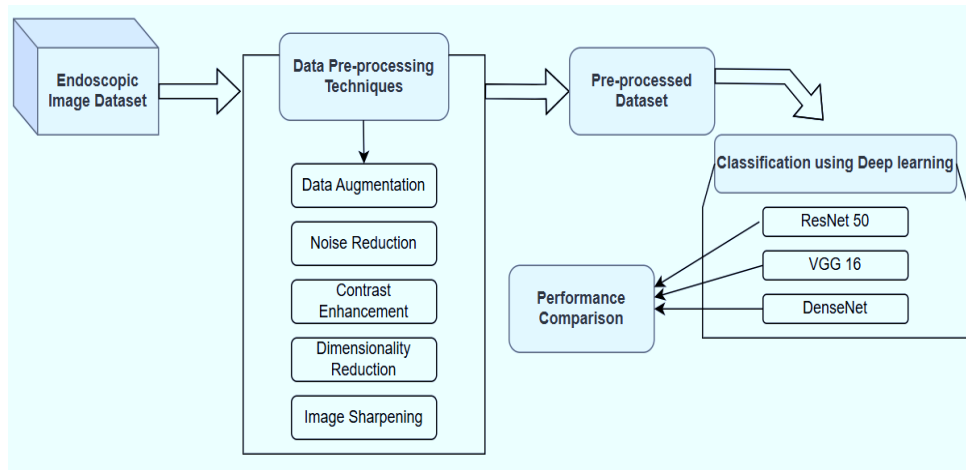 Endoscopic
Image Dataset
Data Pre-processing
Techniques
Data Augmentation
Noise Reduction
Contrast
Enhancement
Dimensionality
Reduction
Image Sharpening
Pre-processed
Dataset
Classification using Deep learning
ResNet 50
VGG 16
DenseNet
Performance
Comparison